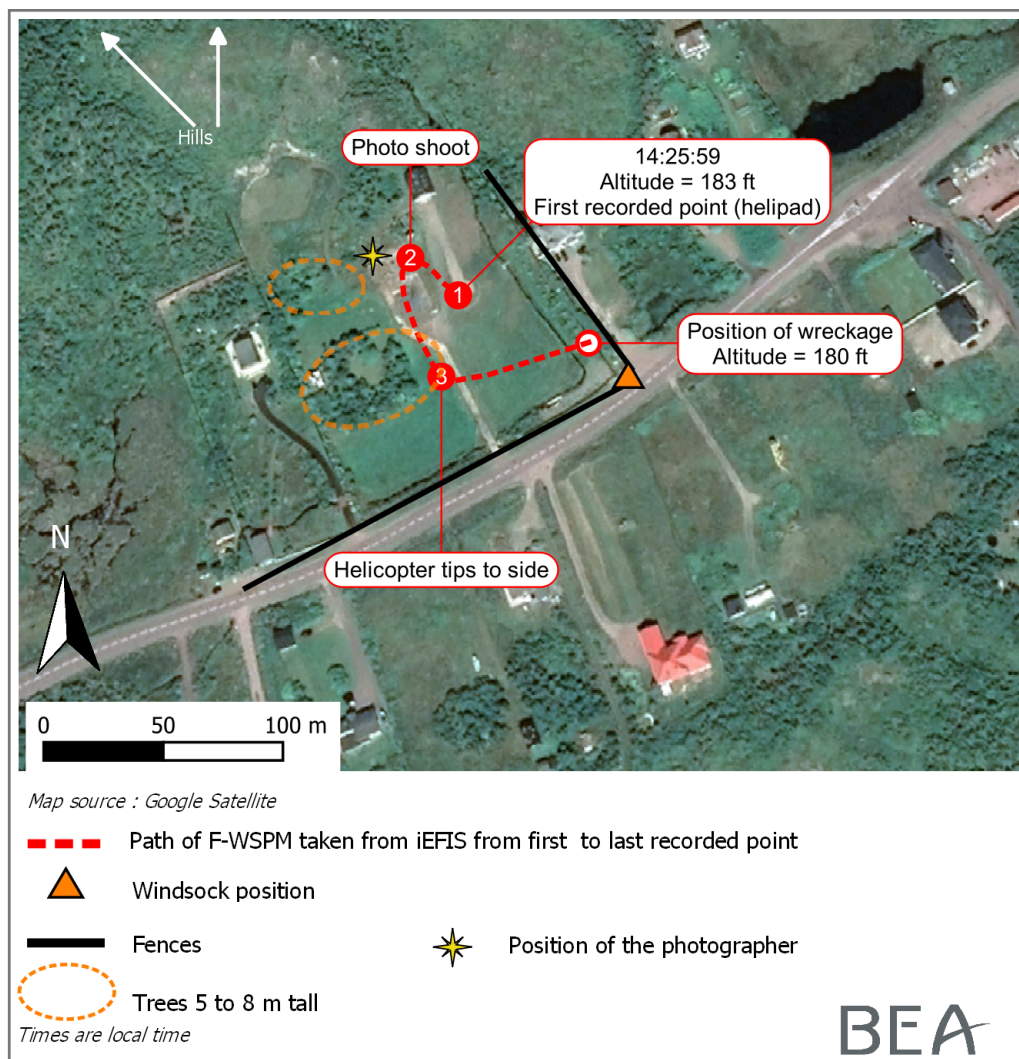 Hills
Photo shoot
14:25:59
Altitude = 183 ft
First recorded point (helipad)
2
1
Position of wreckage
Altitude = 180 ft
3
N
Helicopter tips to side
0 50 100 m
Map source : Google Satellite
Path of F-WSPM taken from iEFIS from first to last recorded point
Windsock position
Fences
Position of the photographer
Trees 5 to 8 m tall
Times are local time
BEA